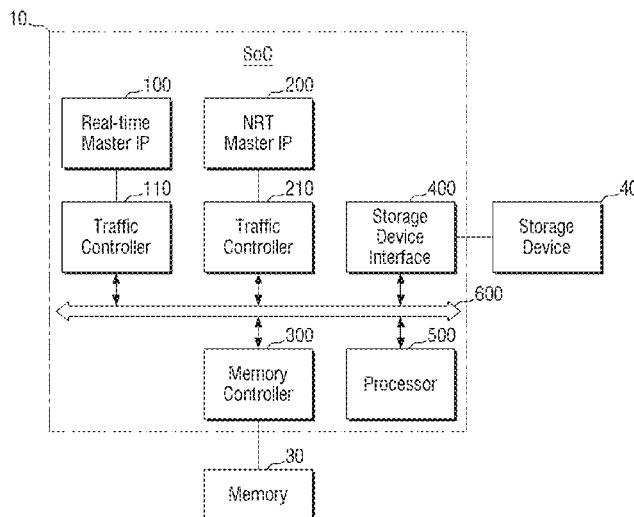 10
SoC
100
200
Real-time
Master IP
NRT
Master IP
110
210
400
40
Traffic
Controller
Traffic
Controller
Storage
Device
Interface
Storage
Device
600
300
500
Memory
Controller
Processor
30
Memory